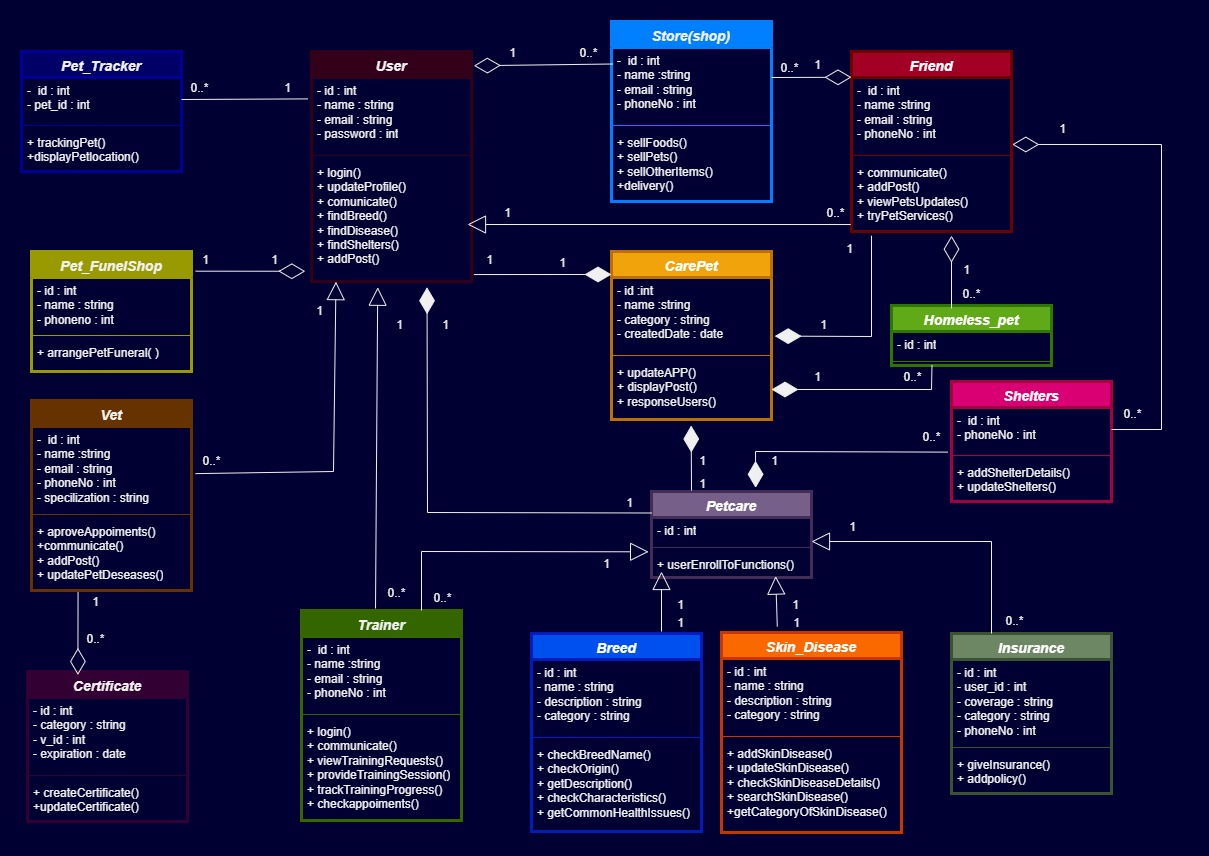 Pet_Tracker
- id : int
- pet_id : int
+ trackingPet()
+displayPetlocation()
0..*
1
User
- id : int
- name : string
- email : string
- password : int
+ login()
+ updateProfile()
+ comunicate()
+ findBreed()
+ findDisease()
+ findShelters()
+ addPost()
1
0..*
Store(shop)
- id : int
- name :string
- email : string
- phoneNo : int
+ sellFoods()
+ sellPets()
+ sellOtherItems()
+delivery()
0..*
1
Friend
- id : int
- name :string
- email : string
- phoneNo : int
+ communicate()
+ addPost()
+ viewPetsUpdates()
+ tryPetServices()
1
1
0..*
1
1
0..*
Pet_FunelShop
- id : int
- name : string
- phoneno : int
+ arrangePetFuneral( )
1
1
1
1
CarePet
- id :int
- name :string
- category : string
- createdDate : date
+ updateAPP()
+ displayPost()
+ responseUsers()
1
1
0..*
Homeless_pet
- id : int
1
1
1
Shelters
- id : int
- phoneNo : int
+ addShelterDetails()
+ updateShelters()
0..*
0..*
1
Vet
- id : int
- name :string
- email : string
- phoneNo : int
- specilization : string
+ aproveAppoiments()
+communicate()
+ addPost()
+ updatePetDeseases()
0..*
1
0..*
1
1
1
Petcare
- id : int
+ userEnrollToFunctions()
1
1
0..*
0..*
Certificate
- id : int
- category : string
- v_id : int
- expiration : date
+ createCertificate()
+updateCertificate()
Trainer
- id : int
- name :string
- email : string
- phoneNo : int
+ login()
+ communicate()
+ viewTrainingRequests()
+ provideTrainingSession()
+ trackTrainingProgress()
+ checkappoiments()
1
1
Breed
- id : int
- name : string
- description : string
- category : string
+ checkBreedName()
+ checkOrigin()
+ getDescription()
+ checkCharacteristics()
+ getCommonHealthIssues()
1
1
Skin_Disease
- id : int
- name : string
- description : string
- category : string
+ addSkinDisease()
+ updateSkinDisease()
+ checkSkinDiseaseDetails()
+ searchSkinDisease()
+getCategoryOfSkinDisease()
0..*
Insurance
- id : int
- user_id : int
- coverage : string
- category : string
- phoneNo : int
+ giveInsurance()
+ addpolicy()